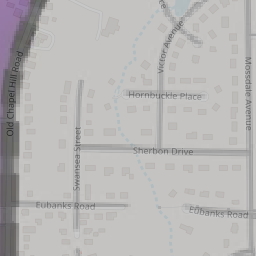 Victor Avenue
Old Chapel Hill Road
Mossdale Avenue
Hornbuckle Place
Swansea Street
Sherbon Drive
Eubanks Road
Eubanks Road